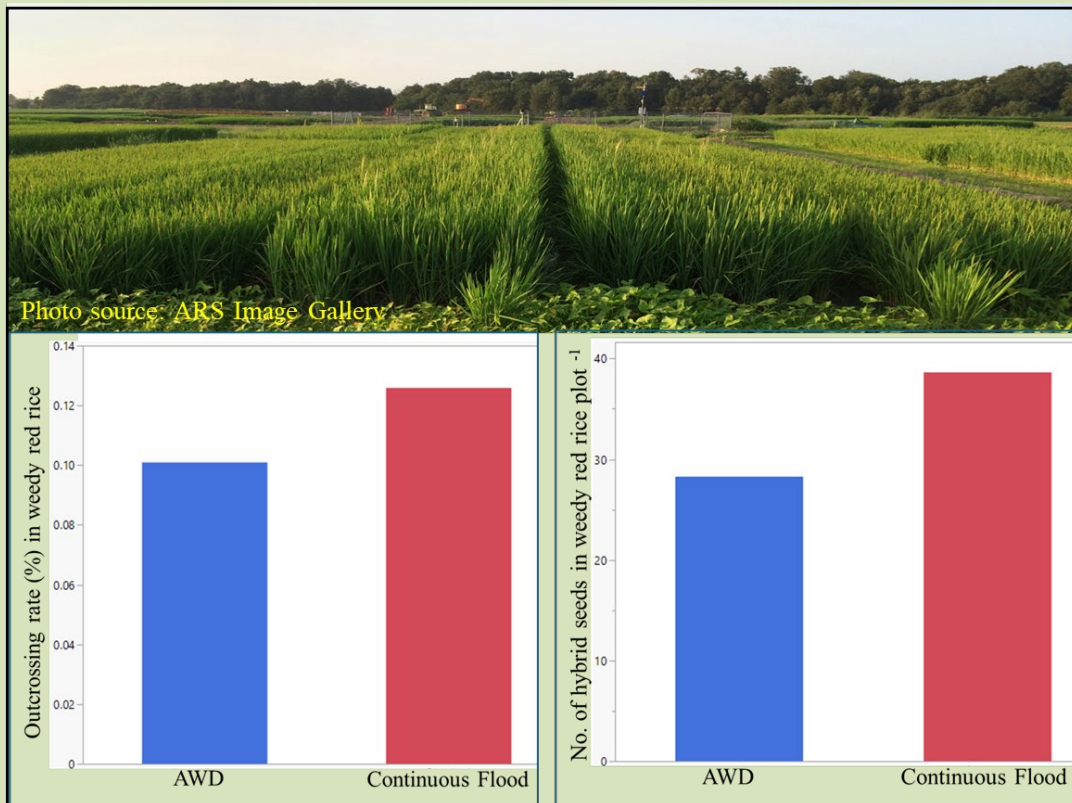 Photo source: ARS Image Gallery
Outcrossing rate (%) in weedy red rice
0.14
0.12
0.10
0.08
0.06
0.04
0.02
0
AWD
Continuous Flood
No. of hybrid seeds in weedy red rice plot -1
40
30
20
10
0
AWD
Continuous Flood